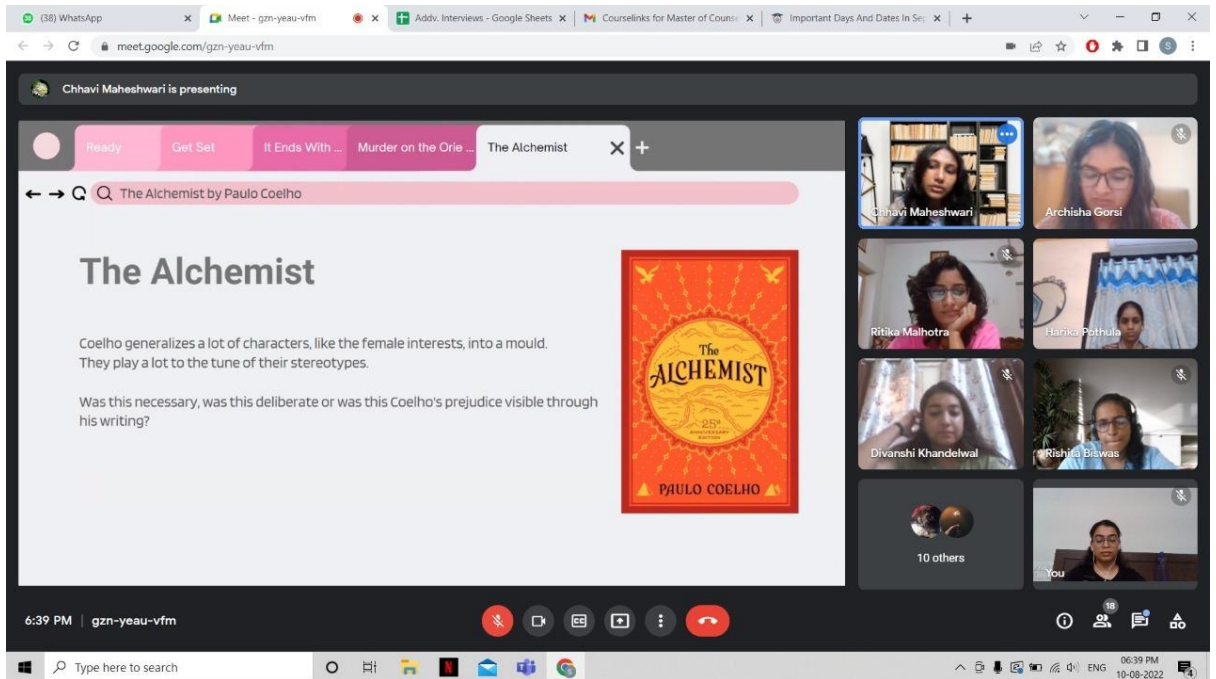 (38) WhatsApp
Meet - gzn-yeau-vfm
Addv. Interviews - Google Sheets
Courselinks for Master of Couns
Important Days And Dates In Sep
meet.google.com/gzn-yeau-vfm
S
Chhavi Maheshwari is presenting
Ready
Get Set
It Ends With ...
Murder on the Orie ...
The Alchemist
The Alchemist by Paulo Coelho
The Alchemist
Coelho generalizes a lot of characters, like the female interests, into a mould.
They play a lot to the tune of their stereotypes.
Was this necessary, was this deliberate or was this Coelho's prejudice visible through
his writing?
The
ALCHEMIST
25th
ANNIVERSARY
EDITION
PAULO COELHO
Chhavi Maheshwari
Archisha Gorsi
Ritika Malhotra
Harika Pothula
Divanshi Khandelwal
Rishita Biswas
10 others
You
6:39 PM | gzn-yeau-vfm
18
Type here to search
ENG
06:39 PM
10-08-2022
4